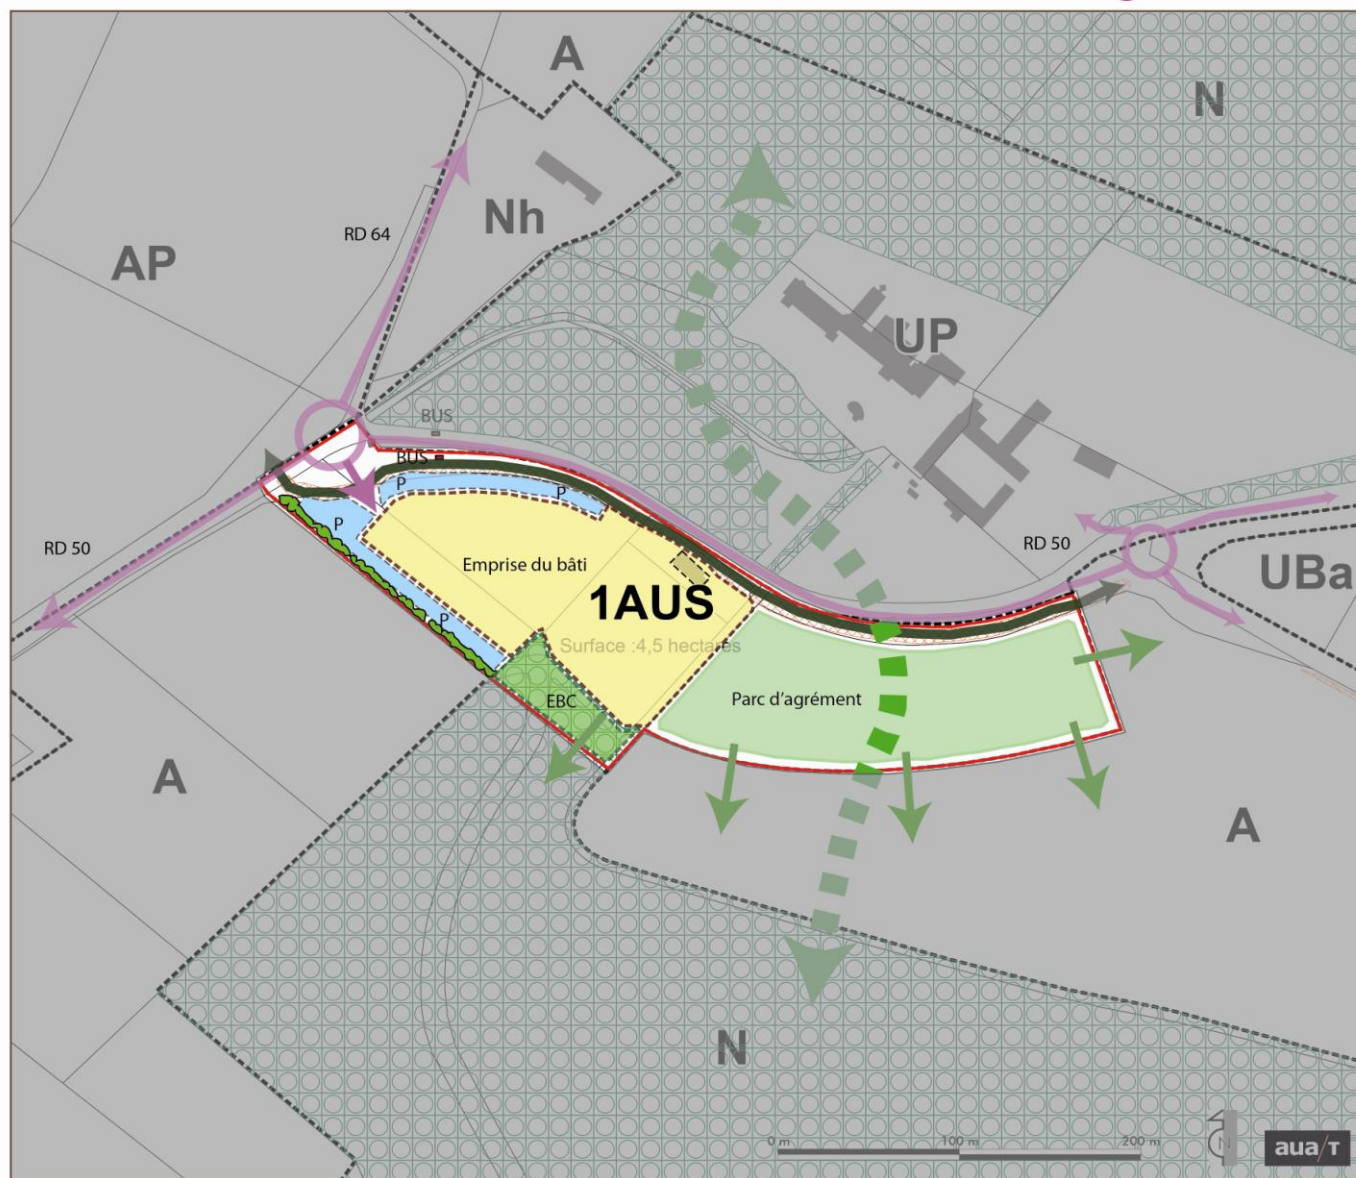 A
N
Nh
RD 64
AP
UP
BUS
BUS
P
P
P
RD 50
RD 50
Emprise du bâti
UBa
1AUS
P
Surface :4,5 hectares
EBC
Parc d'agrément
A
A
N
0 m
100 m
200 m
N
aua/T